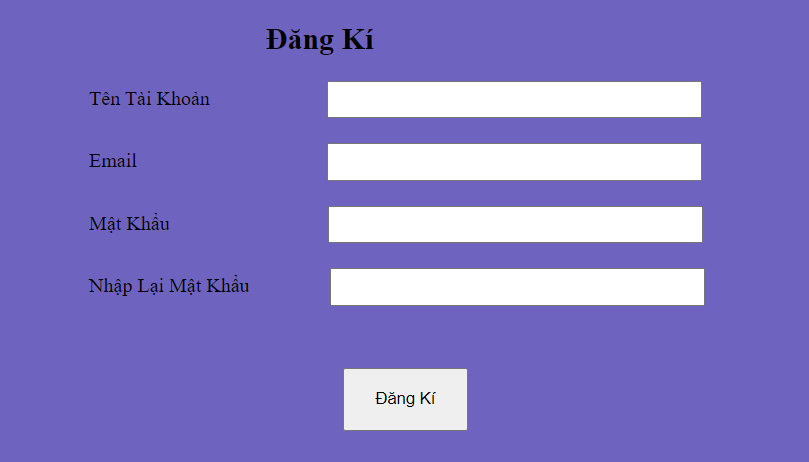 Đăng Kí
Tên Tài Khoản
Email
Mật Khẩu
Nhập Lại Mật Khẩu
Đăng Kí